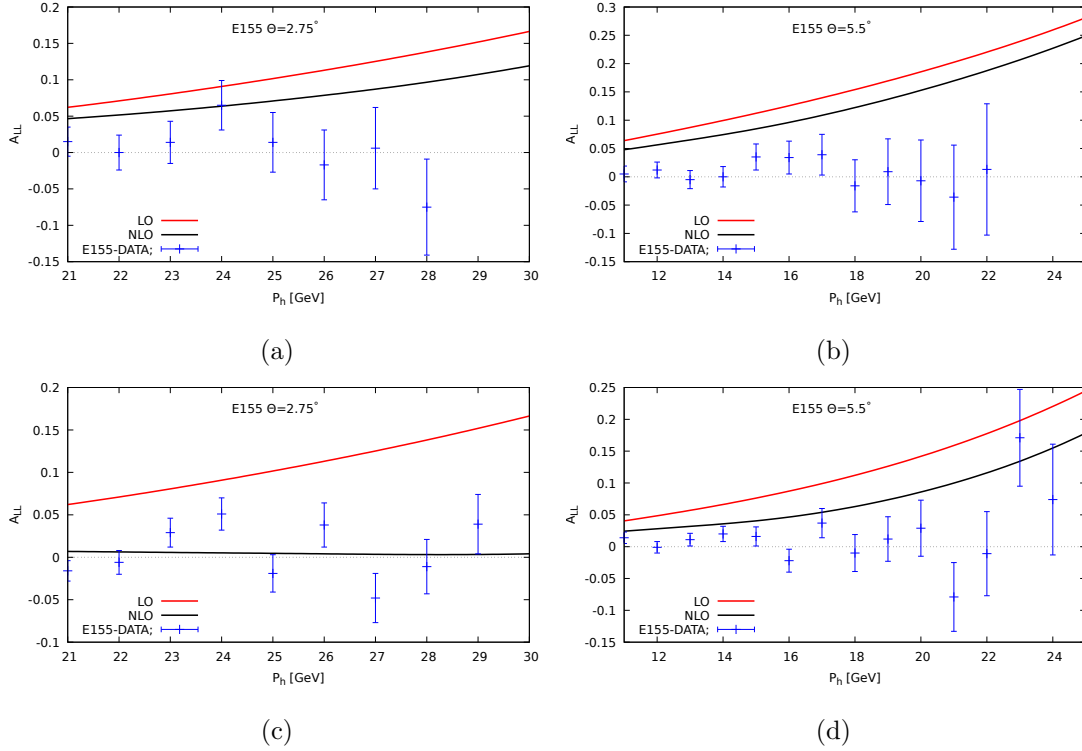 E155 Θ=2.75°
A_LL
0.2
0.15
0.1
0.05
0
-0.05
-0.1
-0.15
LO
NLO
E155-DATA;
21 22 23 24 25 26 27 28 29 30
P_h [GeV]
(a)
E155 Θ=5.5°
A_LL
0.3
0.25
0.2
0.15
0.1
0.05
0
-0.05
-0.1
-0.15
LO
NLO
E155-DATA;
12 14 16 18 20 22 24
P_h [GeV]
(b)
E155 Θ=2.75°
A_LL
0.2
0.15
0.1
0.05
0
-0.05
-0.1
LO
NLO
E155-DATA;
21 22 23 24 25 26 27 28 29 30
P_h [GeV]
(c)
E155 Θ=5.5°
A_LL
0.25
0.2
0.15
0.1
0.05
0
-0.05
-0.1
-0.15
LO
NLO
E155-DATA;
12 14 16 18 20 22 24
P_h [GeV]
(d)